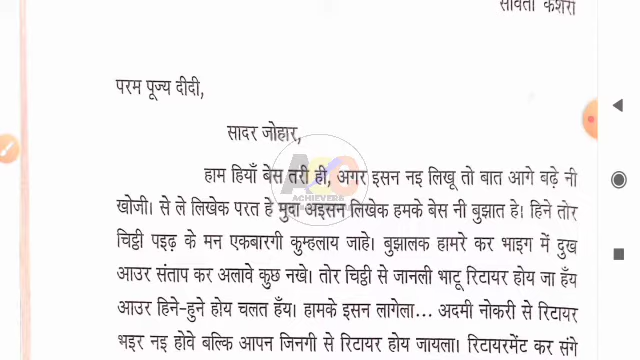 सावित्री केशरी
परम पूज्य दीदी,
सादर जोहार,
हाम हियाँ बेस तरी ही, अगर इसन नइ लिखू तो बात आगे बढ़े नी
खोजी। से ले लिखेक परत हे मुदा अइसन लिखेक हमके बेस नी बुझात हे। हिने तोर
चिट्ठी पइढ़ के मन एकबारगी कुम्हलाय जाहे। बुझालक हामरे कर भाइग में दुख
आउर संताप कर अलावे कुछ नखे। तोर चिट्ठी से जानली भाटू रिटायर होय जा हँय
आउर हिने-हुने होय चलत हँय। हामके इसन लागेला... अदमी नोकरी से रिटायर
भइर नइ होवे बल्कि आपन जिनगी से रिटायर होय जायला। रिटायरमेंट कर संगे
ACHIEVERS